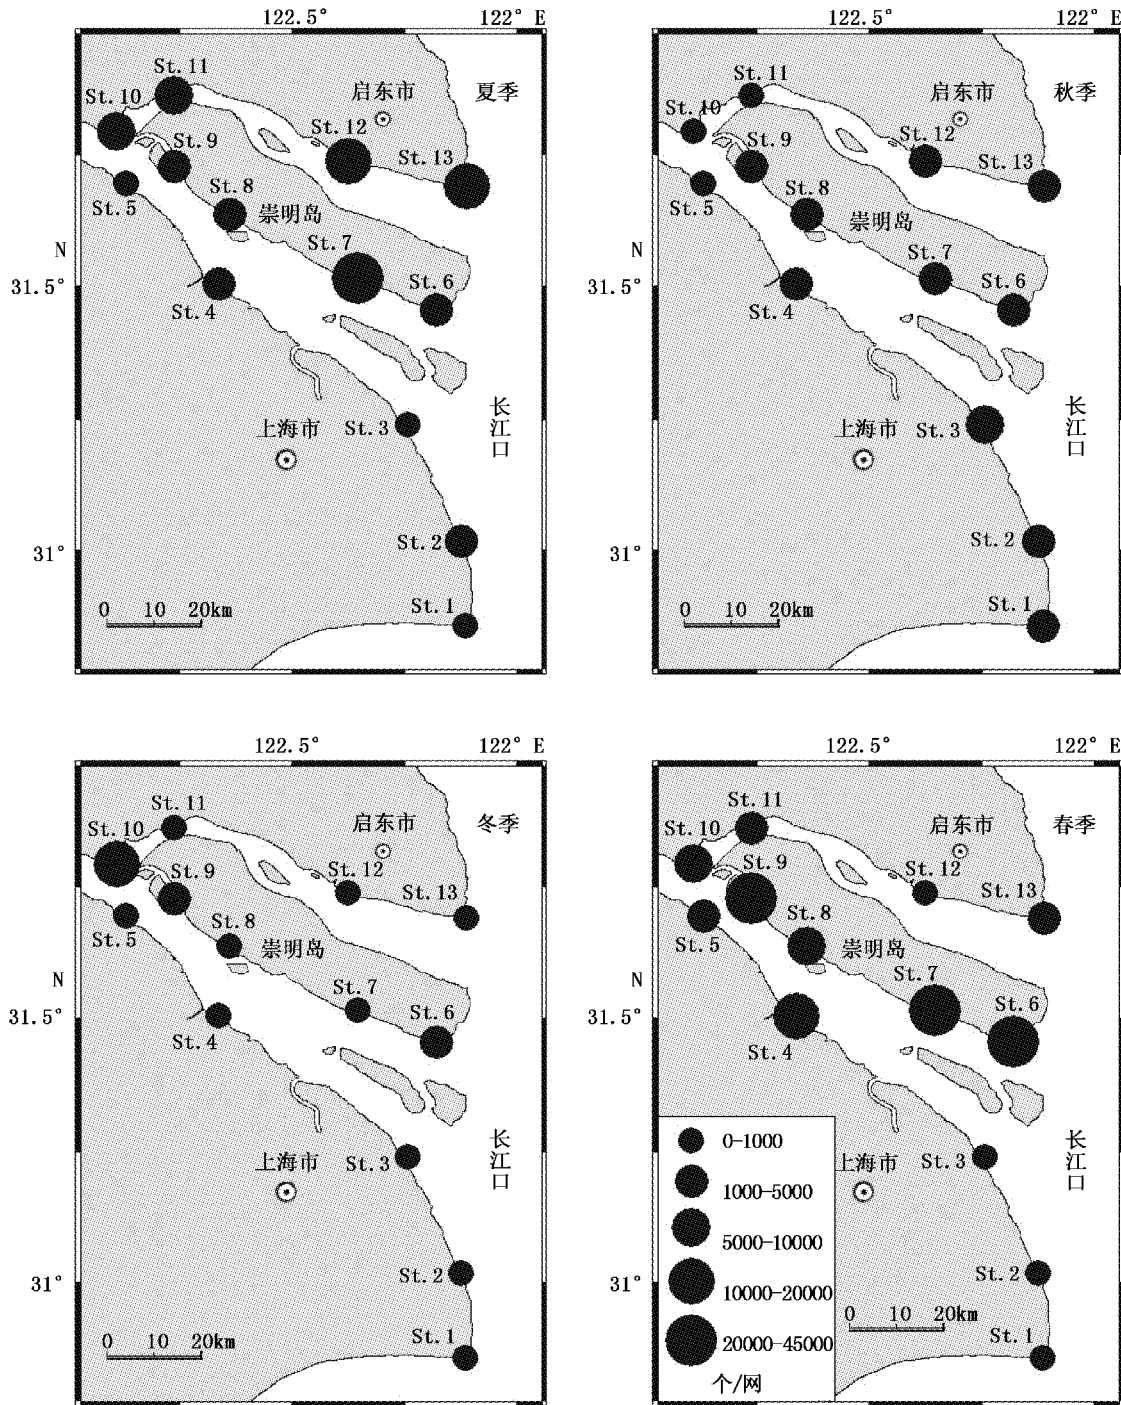 122.5° 122° E
St.11
St.10
启东市
夏季
St.12
St.9
St.13
St.8
St.5
崇明岛
St.7
N
St.6
31.5°
St.4
长江口
上海市
St.3
St.2
31°
St.1
0 10 20km
122.5° 122° E
St.11
St.10
启东市
秋季
St.12
St.9
St.13
St.8
St.5
崇明岛
St.7
N
St.6
31.5°
St.4
长江口
上海市
St.3
St.2
31°
St.1
0 10 20km
122.5° 122° E
St.11
St.10
启东市
冬季
St.12
St.9
St.13
St.8
St.5
崇明岛
St.7
N
St.6
31.5°
St.4
长江口
上海市
St.3
St.2
31°
St.1
0 10 20km
122.5° 122° E
St.11
St.10
启东市
春季
St.12
St.9
St.13
St.8
St.5
崇明岛
St.7
N
St.6
31.5°
St.4
长江口
上海市
St.3
St.2
31°
St.1
0 10 20km
0-1000
1000-5000
5000-10000
10000-20000
20000-45000
个/网